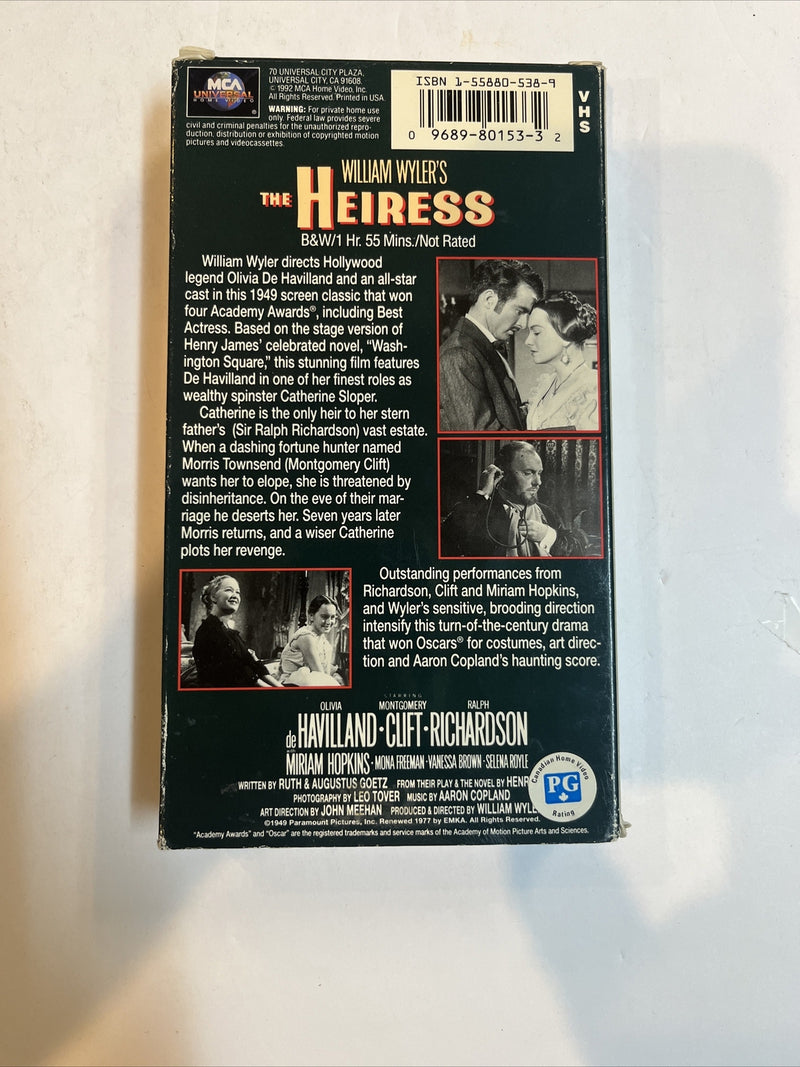 MCA
UNIVERSAL
HOME VIDEO
70 UNIVERSAL CITY PLAZA,
UNIVERSAL CITY, CA 91608.
© 1992 MCA Home Video, Inc.
All Rights Reserved. Printed in USA.
WARNING: For private home use
only. Federal law provides severe
civil and criminal penalties for the unauthorized repro-
duction, distribution or exhibition of copyrighted motion
pictures and videocassettes.
ISBN 1-55880-538-9
0 9689-80153-3 2
VHS
WILLIAM WYLER'S
THE HEIRESS
B&W/1 Hr. 55 Mins./Not Rated
William Wyler directs Hollywood
legend Olivia De Havilland and an all-star
cast in this 1949 screen classic that won
four Academy Awards®, including Best
Actress. Based on the stage version of
Henry James' celebrated novel, "Wash-
ington Square," this stunning film features
De Havilland in one of her finest roles as
wealthy spinster Catherine Sloper.
Catherine is the only heir to her stern
father's (Sir Ralph Richardson) vast estate.
When a dashing fortune hunter named
Morris Townsend (Montgomery Clift)
wants her to elope, she is threatened by
disinheritance. On the eve of their mar-
riage he deserts her. Seven years later
Morris returns, and a wiser Catherine
plots her revenge.
Outstanding performances from
Richardson, Clift and Miriam Hopkins,
and Wyler's sensitive, brooding direction
intensify this turn-of-the-century drama
that won Oscars® for costumes, art direc-
tion and Aaron Copland's haunting score.
STARRING
OLIVIA MONTGOMERY RALPH
de HAVILLAND • CLIFT • RICHARDSON
with MIRIAM HOPKINS • MONA FREEMAN • VANESSA BROWN • SELENA ROYLE
WRITTEN BY RUTH & AUGUSTUS GOETZ FROM THEIR PLAY & THE NOVEL BY HENR
PHOTOGRAPHY BY LEO TOVER MUSIC BY AARON COPLAND
ART DIRECTION BY JOHN MEEHAN PRODUCED & DIRECTED BY WILLIAM WYLE
©1949 Paramount Pictures, Inc. Renewed 1977 by EMKA. All Rights Reserved.
"Academy Awards" and "Oscar" are the registered trademarks and service marks of the Academy of Motion Picture Arts and Sciences.
Canadian Home Video
PG
Rating